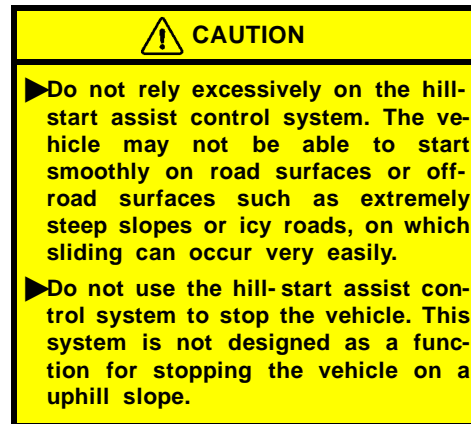 CAUTION
Do not rely excessively on the hill-
start assist control system. The ve-
hicle may not be able to start
smoothly on road surfaces or off-
road surfaces such as extremely
steep slopes or icy roads, on which
sliding can occur very easily.
Do not use the hill- start assist con-
trol system to stop the vehicle. This
system is not designed as a func-
tion for stopping the vehicle on a
uphill slope.